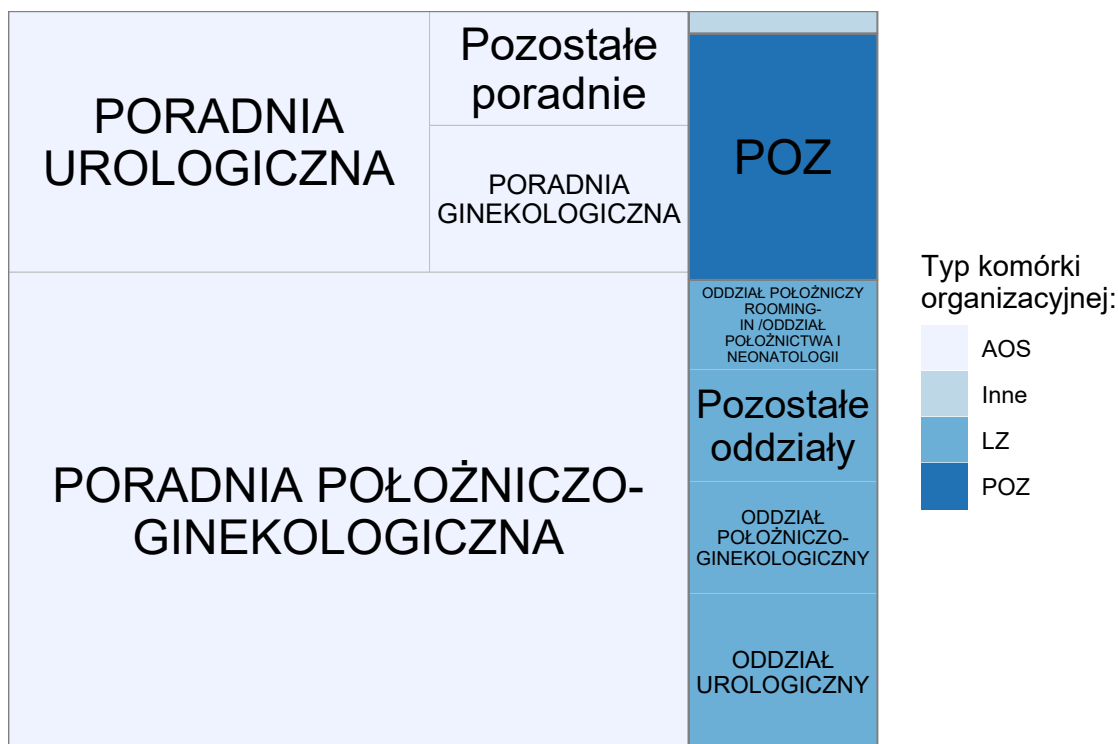 PORADNIA
UROLOGICZNA
Pozostałe
poradnie
PORADNIA
GINEKOLOGICZNA
PORADNIA POŁOŻNICZO-
GINEKOLOGICZNA
POZ
ODDZIAŁ POŁOŻNICZY
ROOMING-
IN /ODDZIAŁ
POŁOŻNICTWA I
NEONATOLOGII
Pozostałe
oddziały
ODDZIAŁ
POŁOŻNICZO-
GINEKOLOGICZNY
ODDZIAŁ
UROLOGICZNY
Typ komórki
organizacyjnej:
AOS
Inne
LZ
POZ